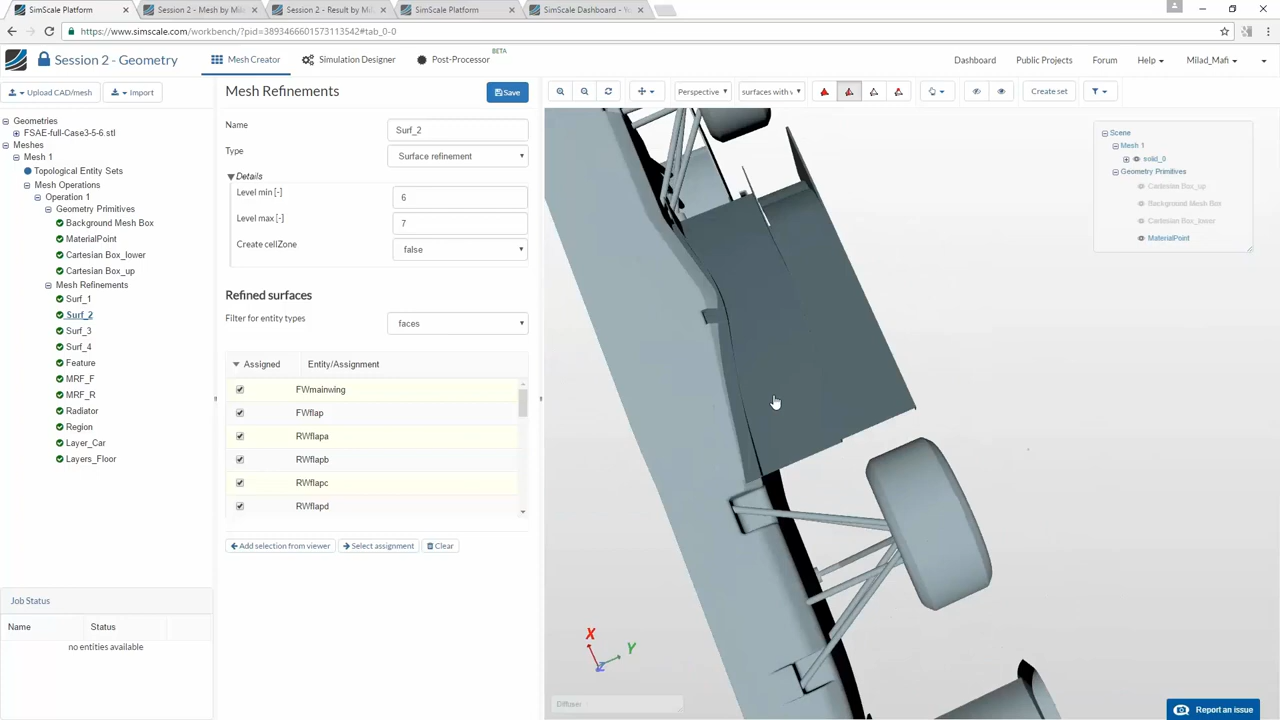 SimScale Platform
Session 2 - Mesh by Mila
Session 2 - Result by Mil
SimScale Platform
SimScale Dashboard - Yo
https://www.simscale.com/workbench/?pid=3893466601573113542#tab_0-0
Session 2 - Geometry
Mesh Creator
Simulation Designer
Post-Processor
BETA
Dashboard
Public Projects
Forum
Help
Milad_Mafi
Upload CAD/mesh
Import
Mesh Refinements
Save
Perspective
surfaces with v
Create set
Geometries
FSAE-full-Case3-5-6.stl
Meshes
Mesh 1
Topological Entity Sets
Mesh Operations
Operation 1
Geometry Primitives
Background Mesh Box
MaterialPoint
Cartesian Box_lower
Cartesian Box_up
Mesh Refinements
Surf_1
Surf_2
Surf_3
Surf_4
Feature
MRF_F
MRF_R
Radiator
Region
Layer_Car
Layers_Floor
Name
Surf_2
Type
Surface refinement
Details
Level min [-]
6
Level max [-]
7
Create cellZone
false
Refined surfaces
Filter for entity types
faces
Assigned
Entity/Assignment
FWmainwing
FWflap
RWflapa
RWflapb
RWflapc
RWflapd
Add selection from viewer
Select assignment
Clear
Scene
Mesh 1
solid_0
Geometry Primitives
Cartesian Box_up
Background Mesh Box
Cartesian Box_lower
MaterialPoint
Job Status
Name
Status
no entities available
X
Y
Z
Diffuser
Report an issue